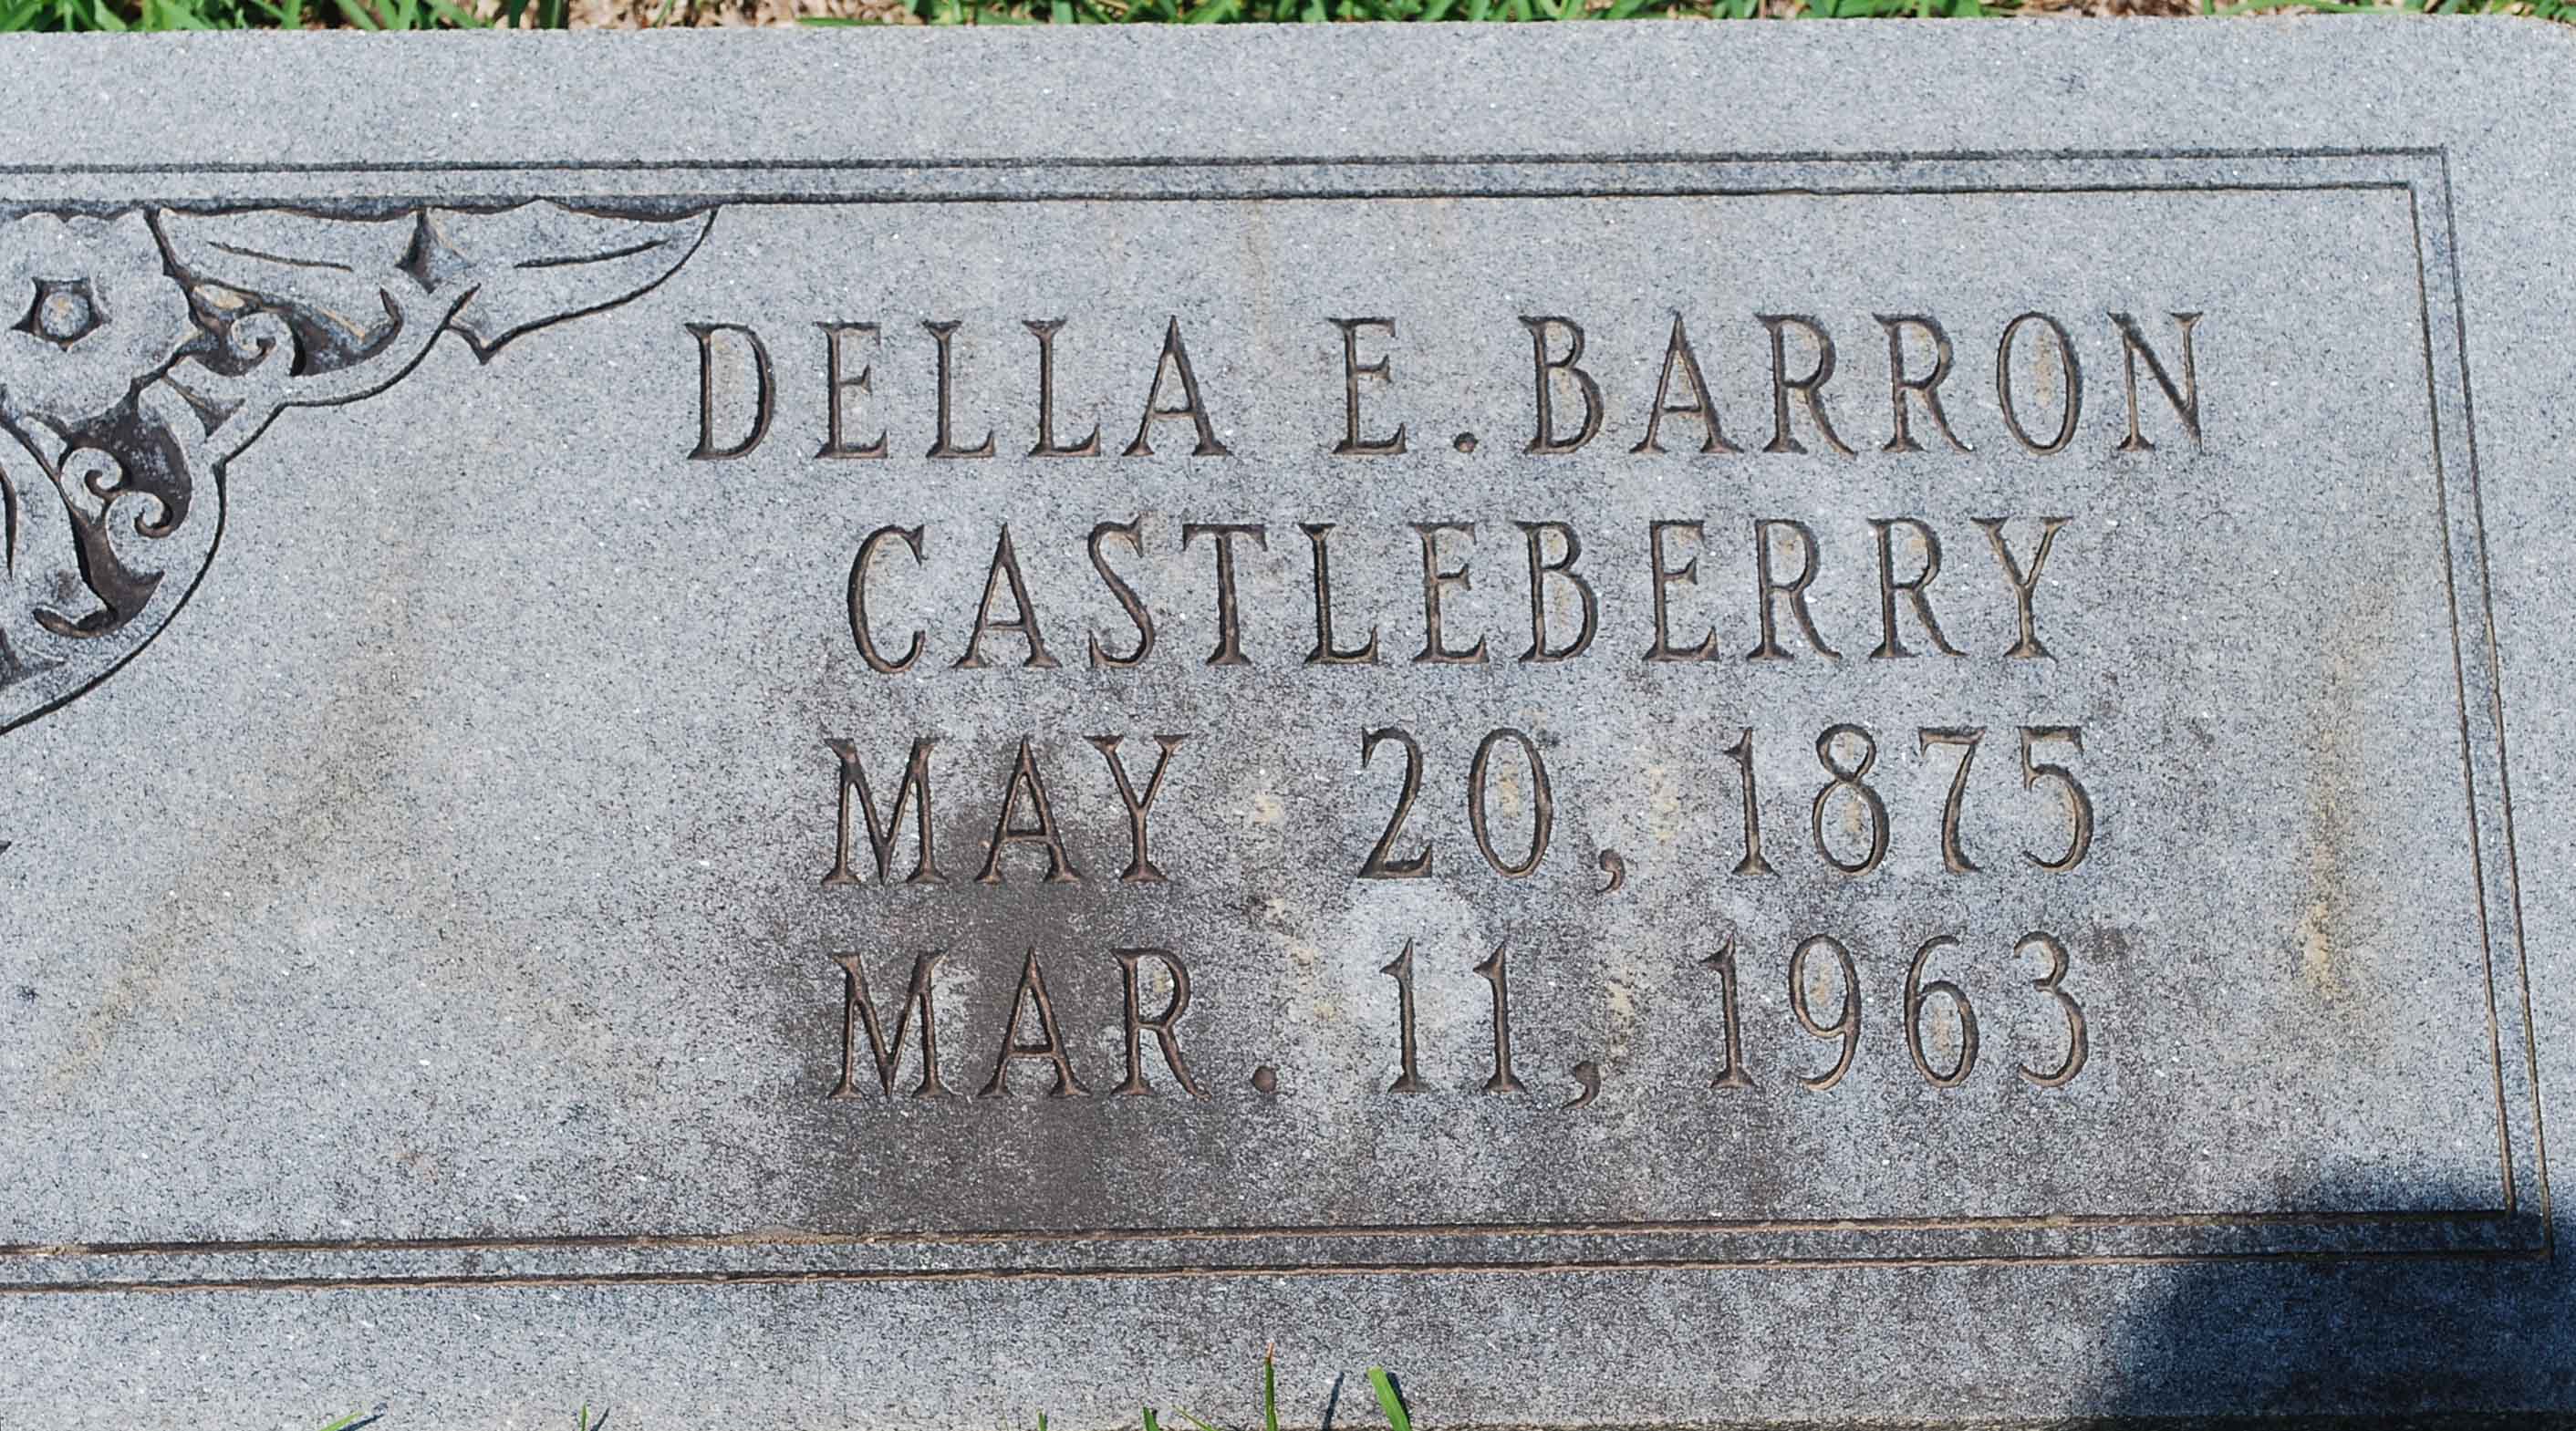 DELLA E. BARRON
CASTLEBERRY
MAY 20, 1875
MAR. 11, 1963